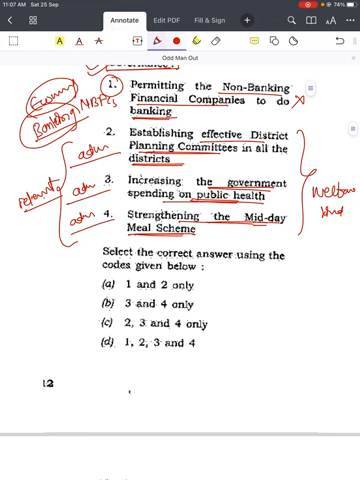 11:07 AM Sat 25 Sep
Annotate
Edit PDF
Fill & Sign
Odd Man Out
Governance?
1. Permitting the Non-Banking
Financial Companies to do
banking
2. Establishing effective District
Planning Committees in all the
districts
3. Increasing the government
spending on public health
4. Strengthening the Mid-day
Meal Scheme
Select the correct answer using the
codes given below :
(a) 1 and 2 only
(b) 3 and 4 only
(c) 2, 3 and 4 only
(d) 1, 2, 3 and 4
12
Banking
NBFCs
adm
adm
adm
Welfare